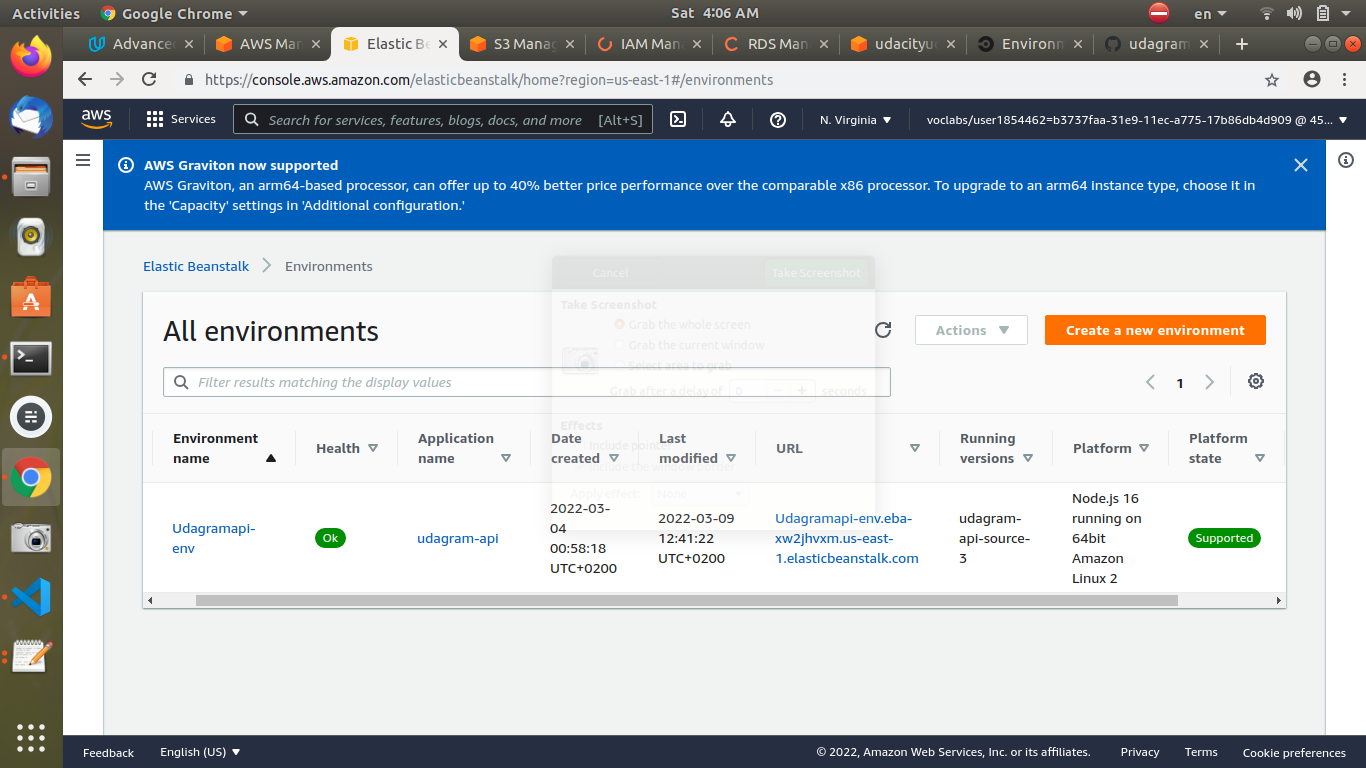 Activities
Google Chrome
Sat 4:06 AM
en
Advance
AWS Man
Elastic Be
S3 Manag
IAM Man
RDS Man
udacityu
Environm
udagram
https://console.aws.amazon.com/elasticbeanstalk/home?region=us-east-1#/environments
aws
Services
Search for services, features, blogs, docs, and more
[Alt+S]
N. Virginia
voclabs/user1854462=b3737faa-31e9-11ec-a775-17b86db4d909 @ 45...
AWS Graviton now supported
AWS Graviton, an arm64-based processor, can offer up to 40% better price performance over the comparable x86 processor. To upgrade to an arm64 instance type, choose it in
the 'Capacity' settings in 'Additional configuration.'
Elastic Beanstalk
Environments
Cancel
Take Screenshot
Take Screenshot
Grab the whole screen
Grab the current window
Select area to grab
Grab after a delay of 0 − + seconds
Effects
Include pointer
Include the window border
Apply effect: None
All environments
Actions
Create a new environment
Filter results matching the display values
1
Environment
name
Health
Application
name
Date
created
Last
modified
URL
Running
versions
Platform
Platform
state
Udagramapi-
env
Ok
udagram-api
2022-03-
04
00:58:18
UTC+0200
2022-03-09
12:41:22
UTC+0200
Udagramapi-env.eba-
xw2jhvxm.us-east-
1.elasticbeanstalk.com
udagram-
api-source-
3
Node.js 16
running on
64bit
Amazon
Linux 2
Supported
Feedback
English (US)
© 2022, Amazon Web Services, Inc. or its affiliates.
Privacy
Terms
Cookie preferences